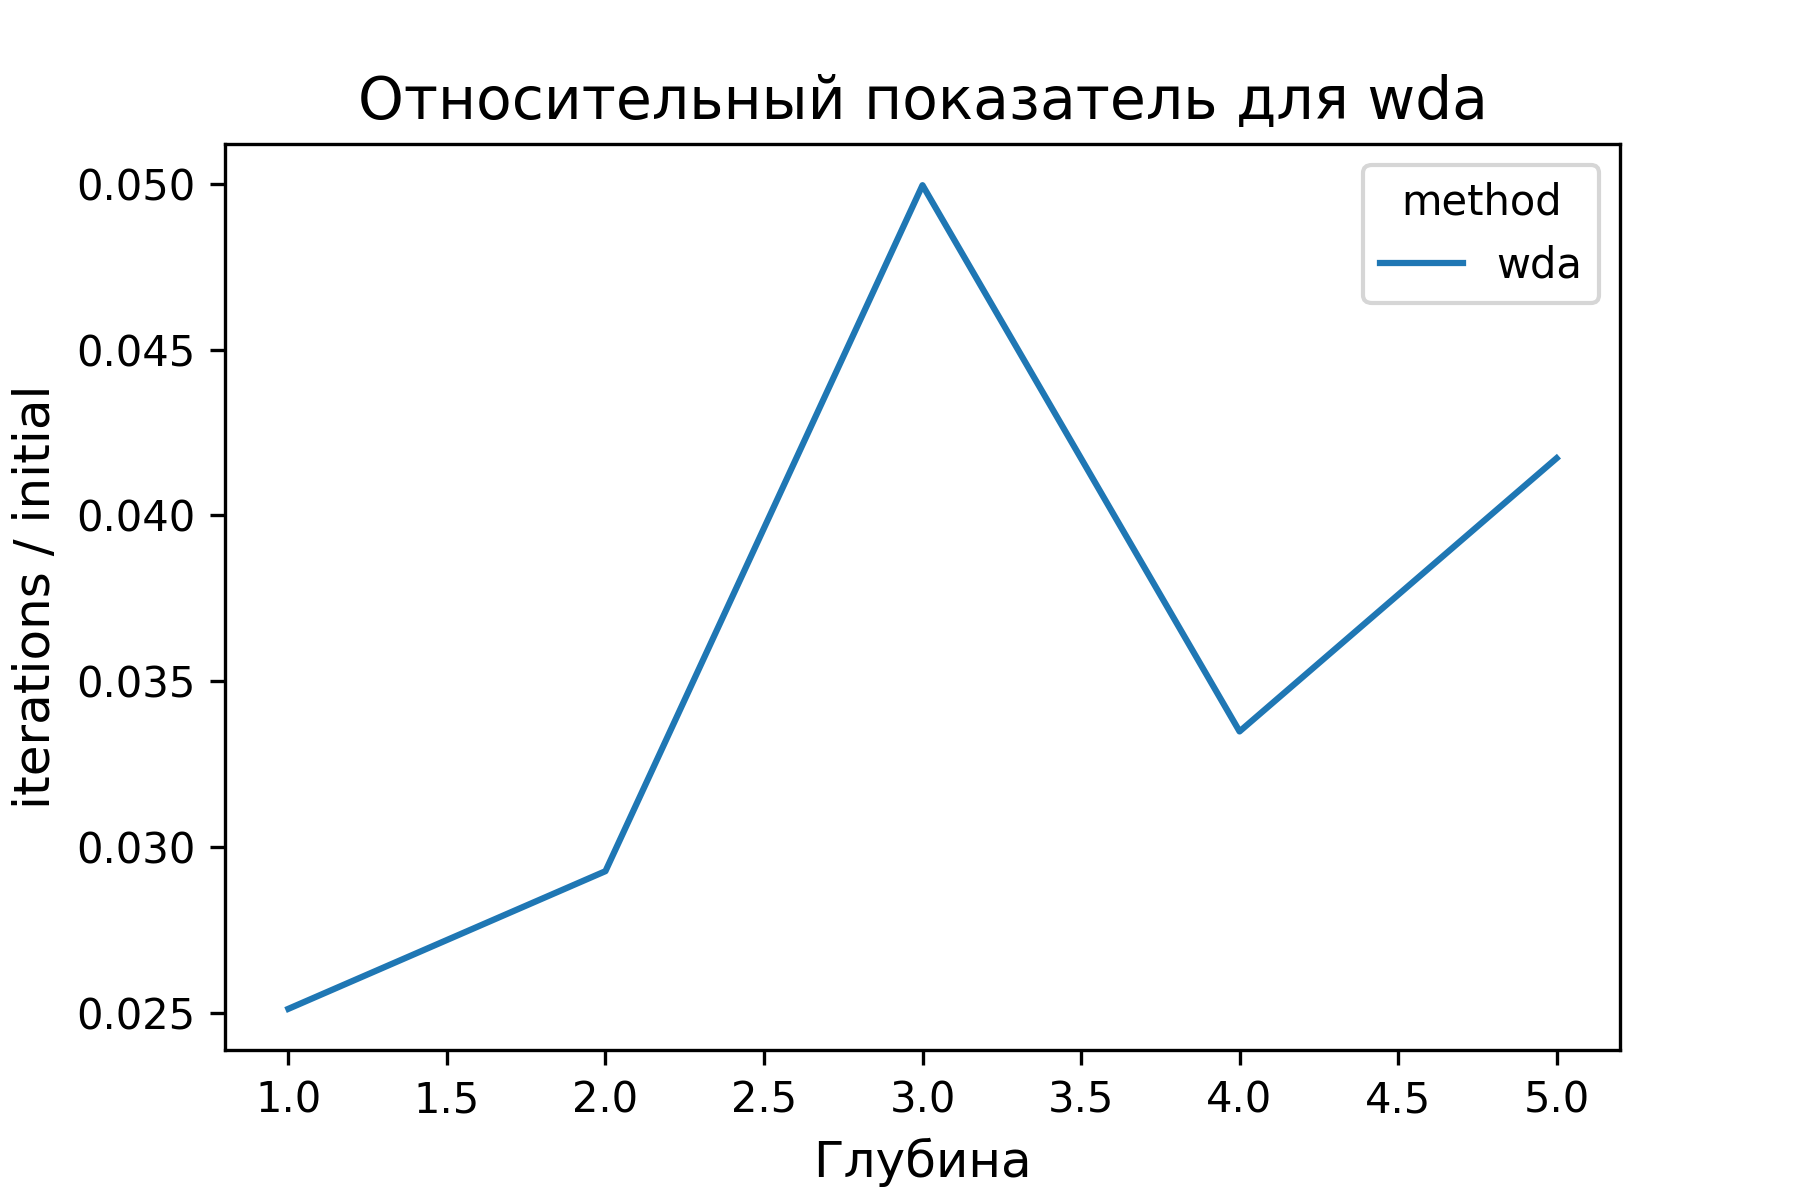 Относительный показатель для wda
method
wda
0.050
0.045
0.040
0.035
0.030
0.025
iterations / initial
1.0 1.5 2.0 2.5 3.0 3.5 4.0 4.5 5.0
Глубина